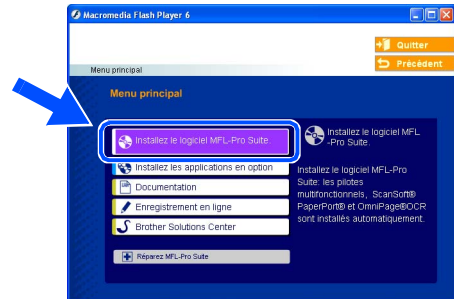 Macromedia Flash Player 6
Quitter
Précédent
Menu principal
Menu principal
Installez le logiciel MFL-Pro Suite.
Installez les applications en option
Documentation
Enregistrement en ligne
Brother Solutions Center
Réparez MFL-Pro Suite
Installez le logiciel MFL
-Pro Suite.
Installez le logiciel MFL-Pro
Suite: les pilotes
multifonctionnels, ScanSoft®
PaperPort® et OmniPage®OCR
sont installés automatiquement.